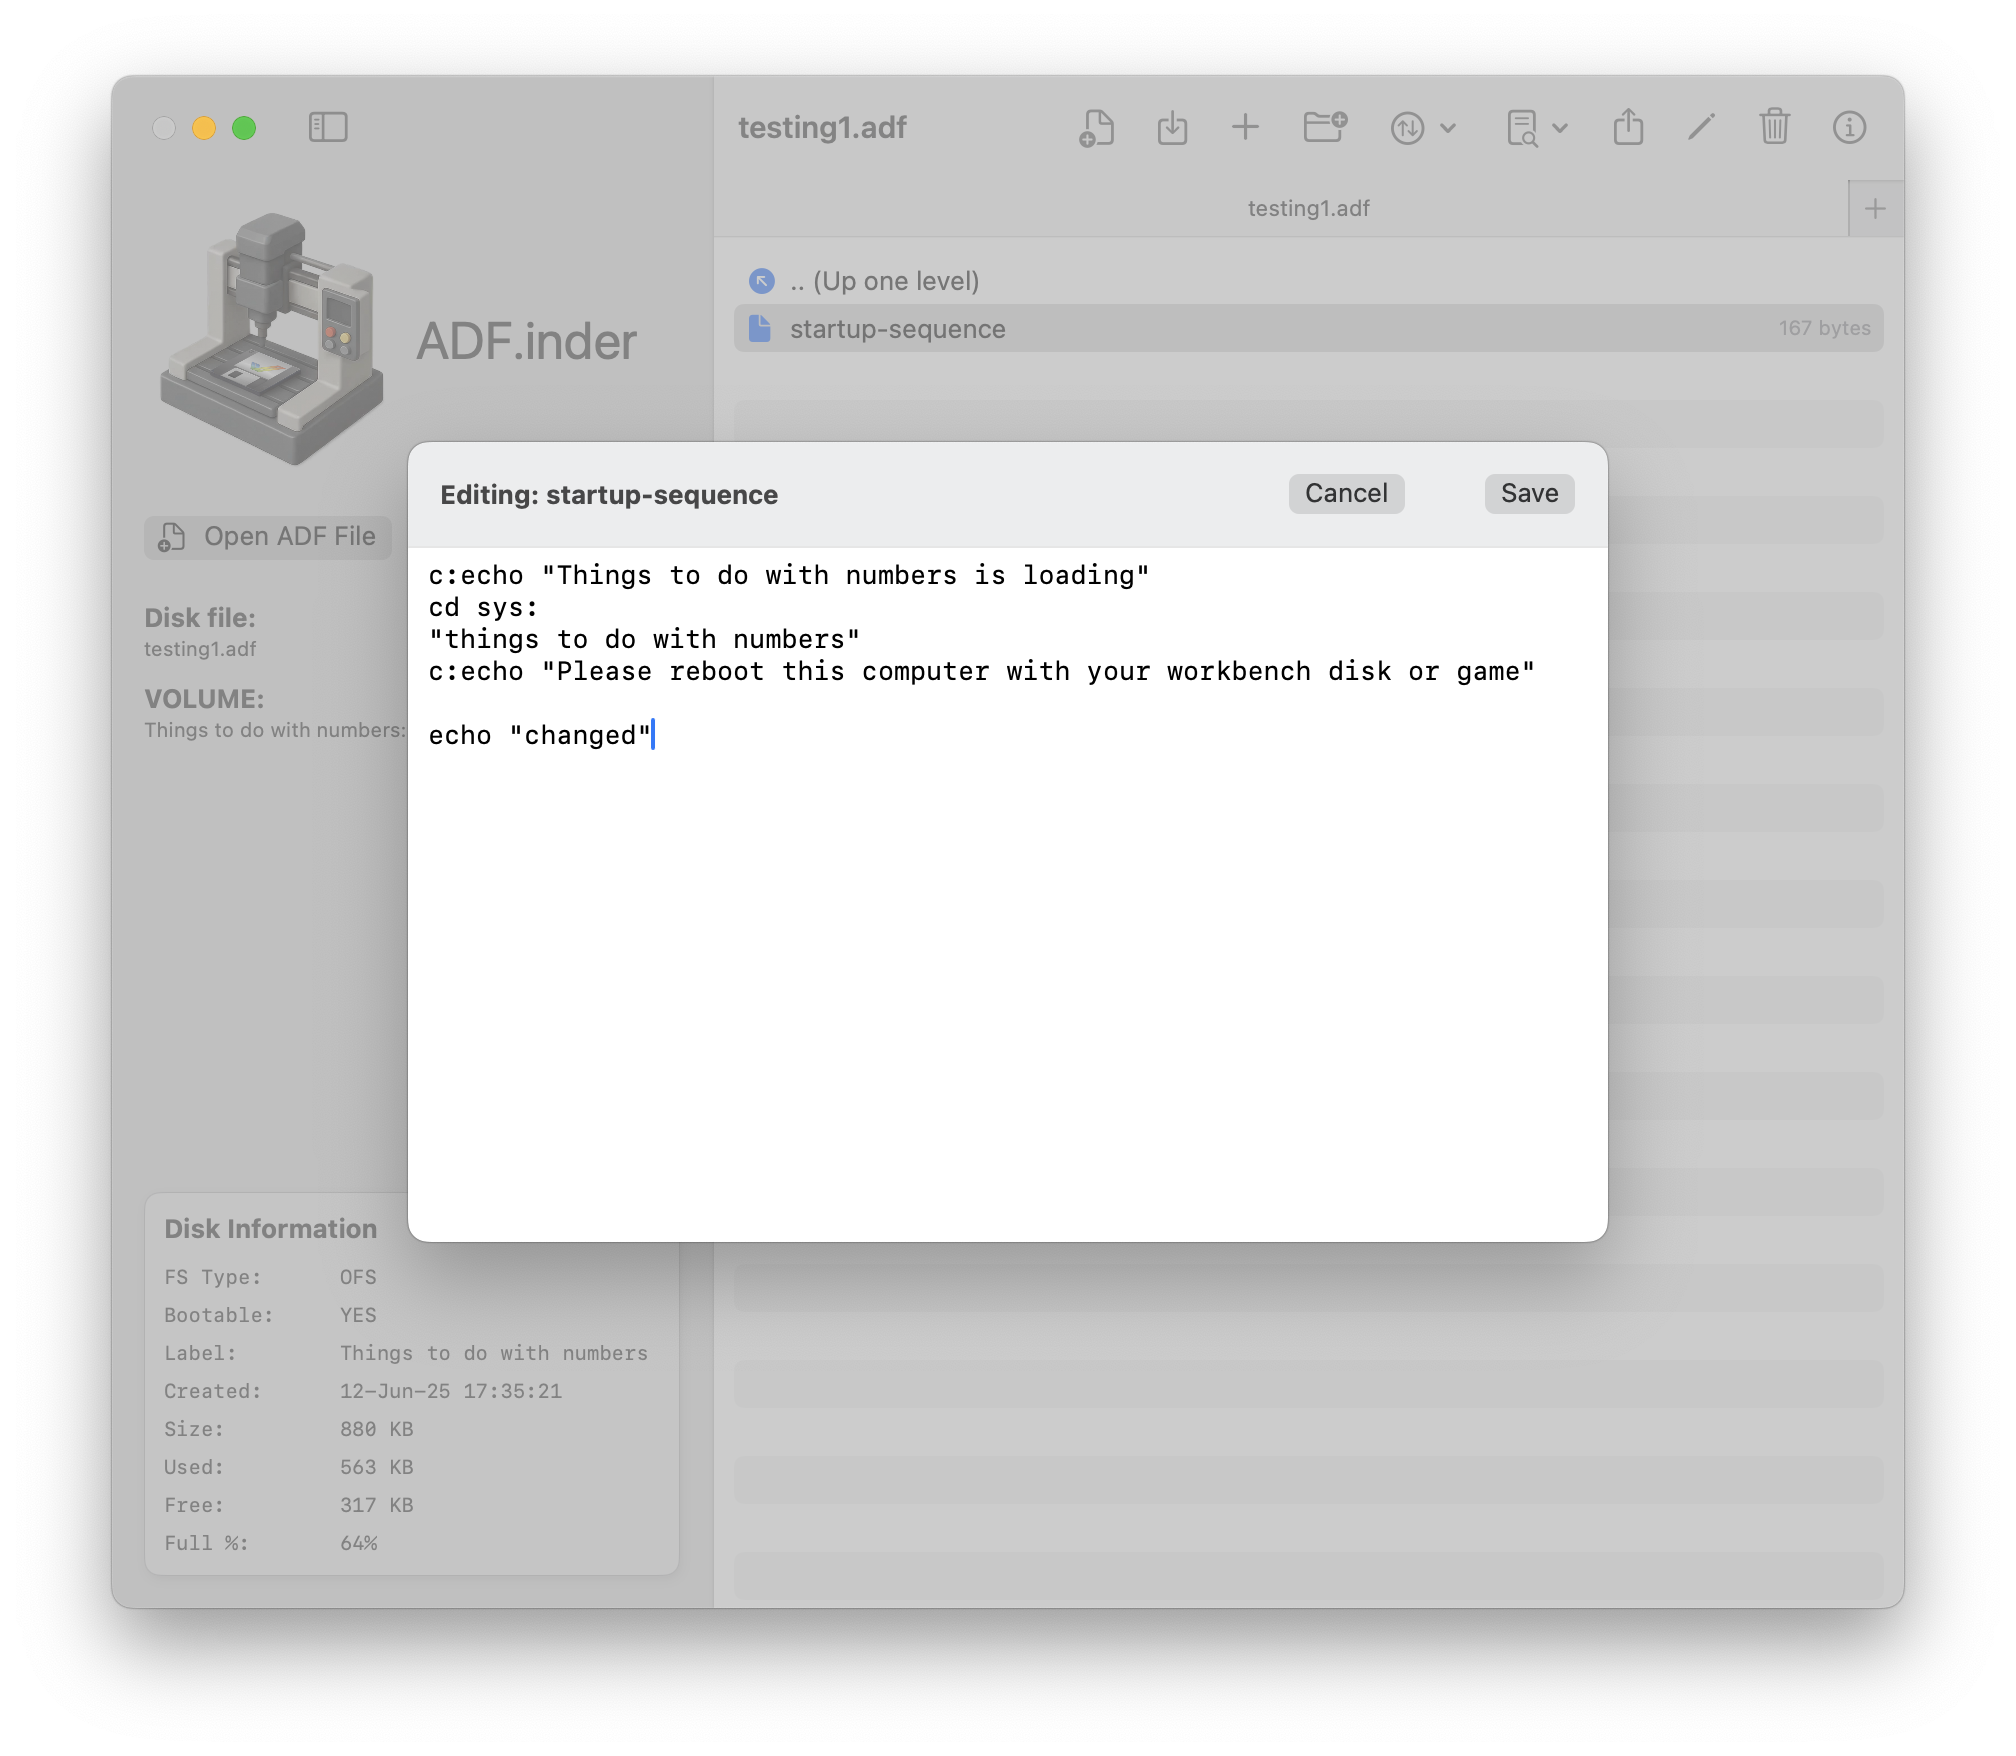 testing1.adf
testing1.adf
ADF.inder
Open ADF File
Disk file:
testing1.adf
VOLUME:
Things to do with numbers:
.. (Up one level)
startup-sequence 167 bytes
Editing: startup-sequence
Cancel
Save
c:echo "Things to do with numbers is loading"
cd sys:
"things to do with numbers"
c:echo "Please reboot this computer with your workbench disk or game"
echo "changed"
Disk Information
FS Type: OFS
Bootable: YES
Label: Things to do with numbers
Created: 12-Jun-25 17:35:21
Size: 880 KB
Used: 563 KB
Free: 317 KB
Full %: 64%